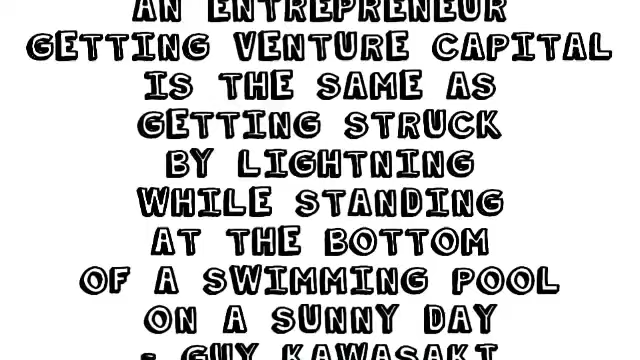 AN ENTREPRENEUR
GETTING VENTURE CAPITAL
IS THE SAME AS
GETTING STRUCK
BY LIGHTNING
WHILE STANDING
AT THE BOTTOM
OF A SWIMMING POOL
ON A SUNNY DAY
- GUY KAWASAKI